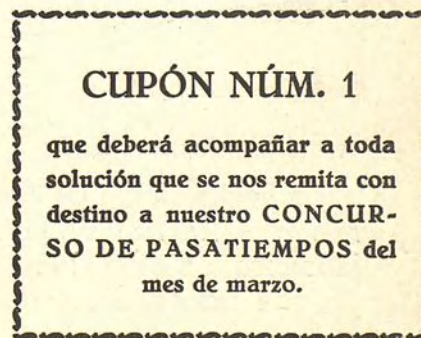 CUPÓN NÚM. 1
que deberá acompañar a toda
solución que se nos remita con
destino a nuestro CONCUR-
SO DE PASATIEMPOS del
mes de marzo.